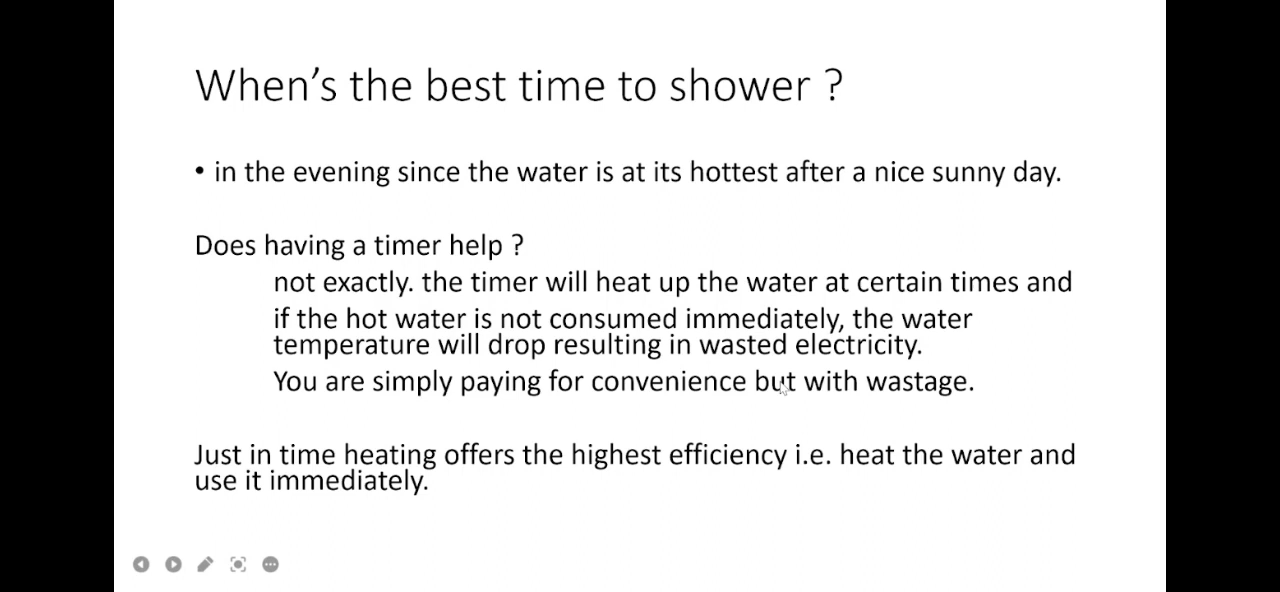 When's the best time to shower ?
• in the evening since the water is at its hottest after a nice sunny day.
Does having a timer help ?
not exactly. the timer will heat up the water at certain times and
if the hot water is not consumed immediately, the water
temperature will drop resulting in wasted electricity.
You are simply paying for convenience but with wastage.
Just in time heating offers the highest efficiency i.e. heat the water and
use it immediately.